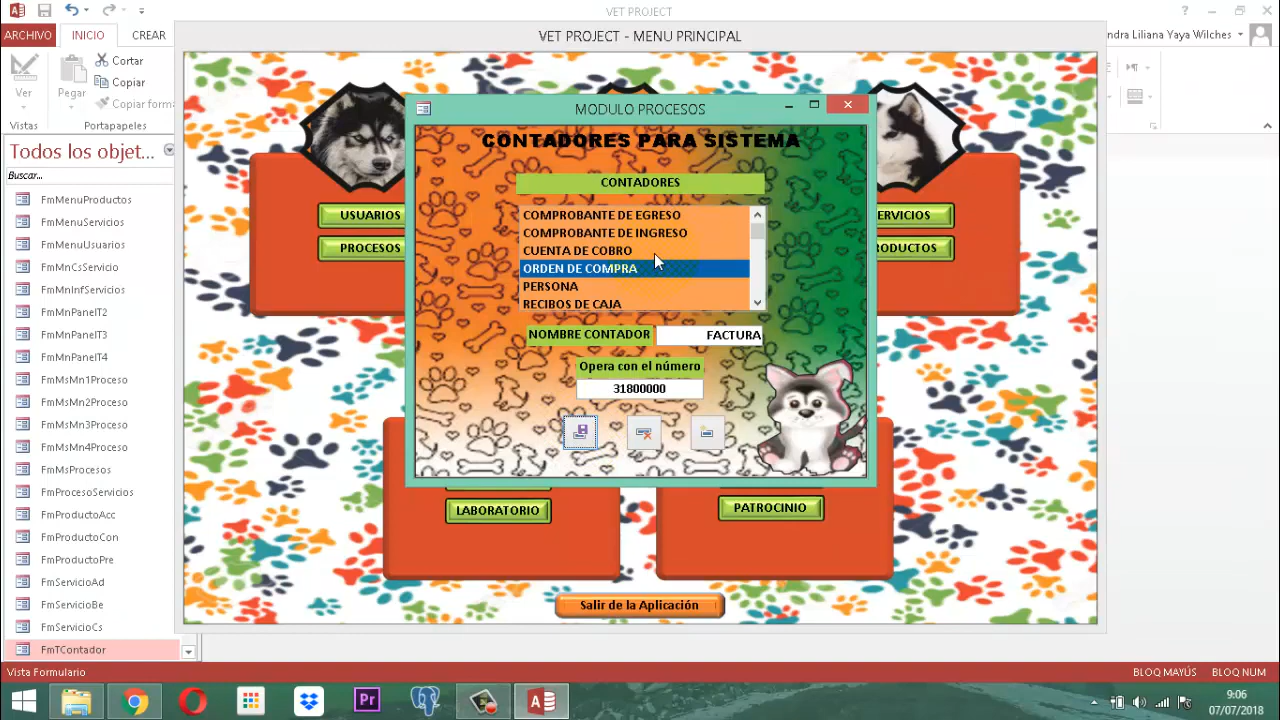 VET PROJECT
?
ARCHIVO
INICIO
CREAR
ndra Liliana Yaya Wilches
Ver
Pegar
Cortar
Copiar
Copiar form
Vistas
Portapapeles
Todos los objet...
Buscar...
FmMenuProductos
FmMenuServicios
FmMenuUsuarios
FmMnCsServicio
FmMnInfServicios
FmMnPanelT2
FmMnPanelT3
FmMnPanelT4
FmMsMn1Proceso
FmMsMn2Proceso
FmMsMn3Proceso
FmMsMn4Proceso
FmMsProcesos
FmProcesoServicios
FmProductoAcc
FmProductoCon
FmProductoPre
FmServicioAd
FmServicioBe
FmServicioCs
FmTContador
VET PROJECT - MENU PRINCIPAL
USUARIOS
PROCESOS
ERVICIOS
RODUCTOS
MODULO PROCESOS
CONTADORES PARA SISTEMA
CONTADORES
COMPROBANTE DE EGRESO
COMPROBANTE DE INGRESO
CUENTA DE COBRO
ORDEN DE COMPRA
PERSONA
RECIBOS DE CAJA
NOMBRE CONTADOR
FACTURA
Opera con el número
31800000
LABORATORIO
PATROCINIO
Salir de la Aplicación
Vista Formulario
BLOQ MAYÚS
BLOQ NUM
Pr
A
9:06
07/07/2018